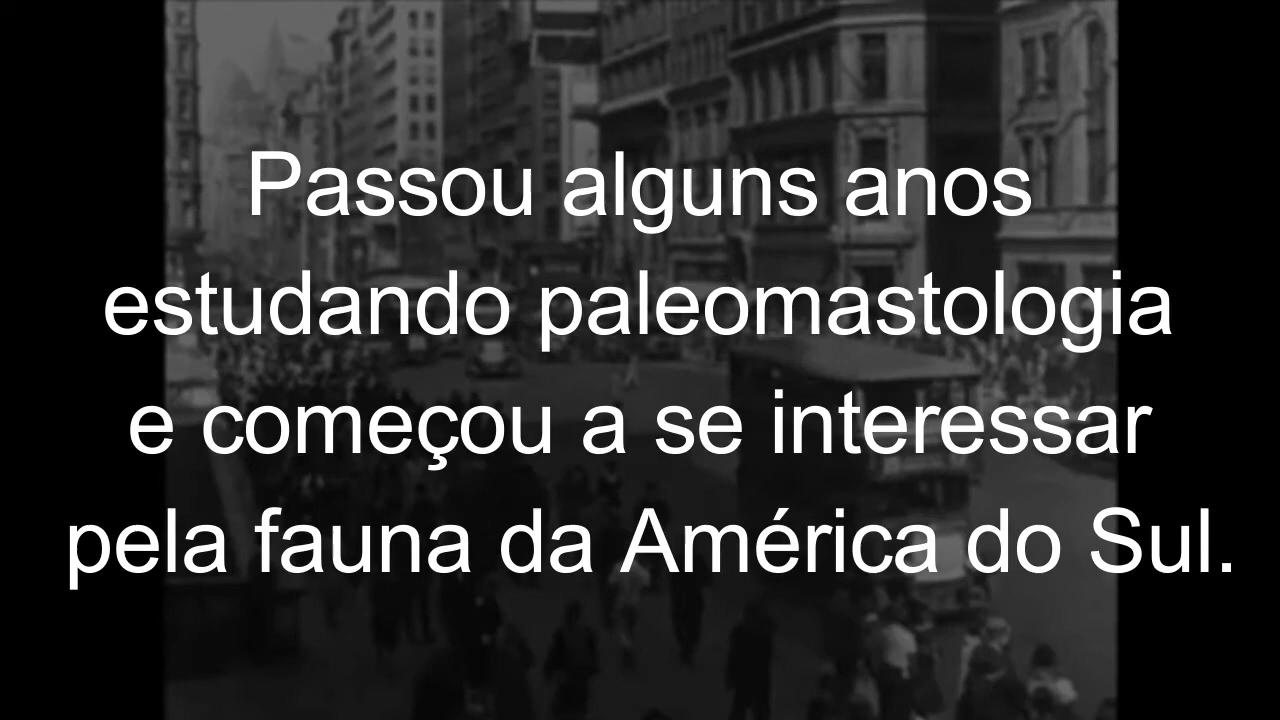 Passou alguns anos
estudando paleomastologia
e começou a se interessar
pela fauna da América do Sul.